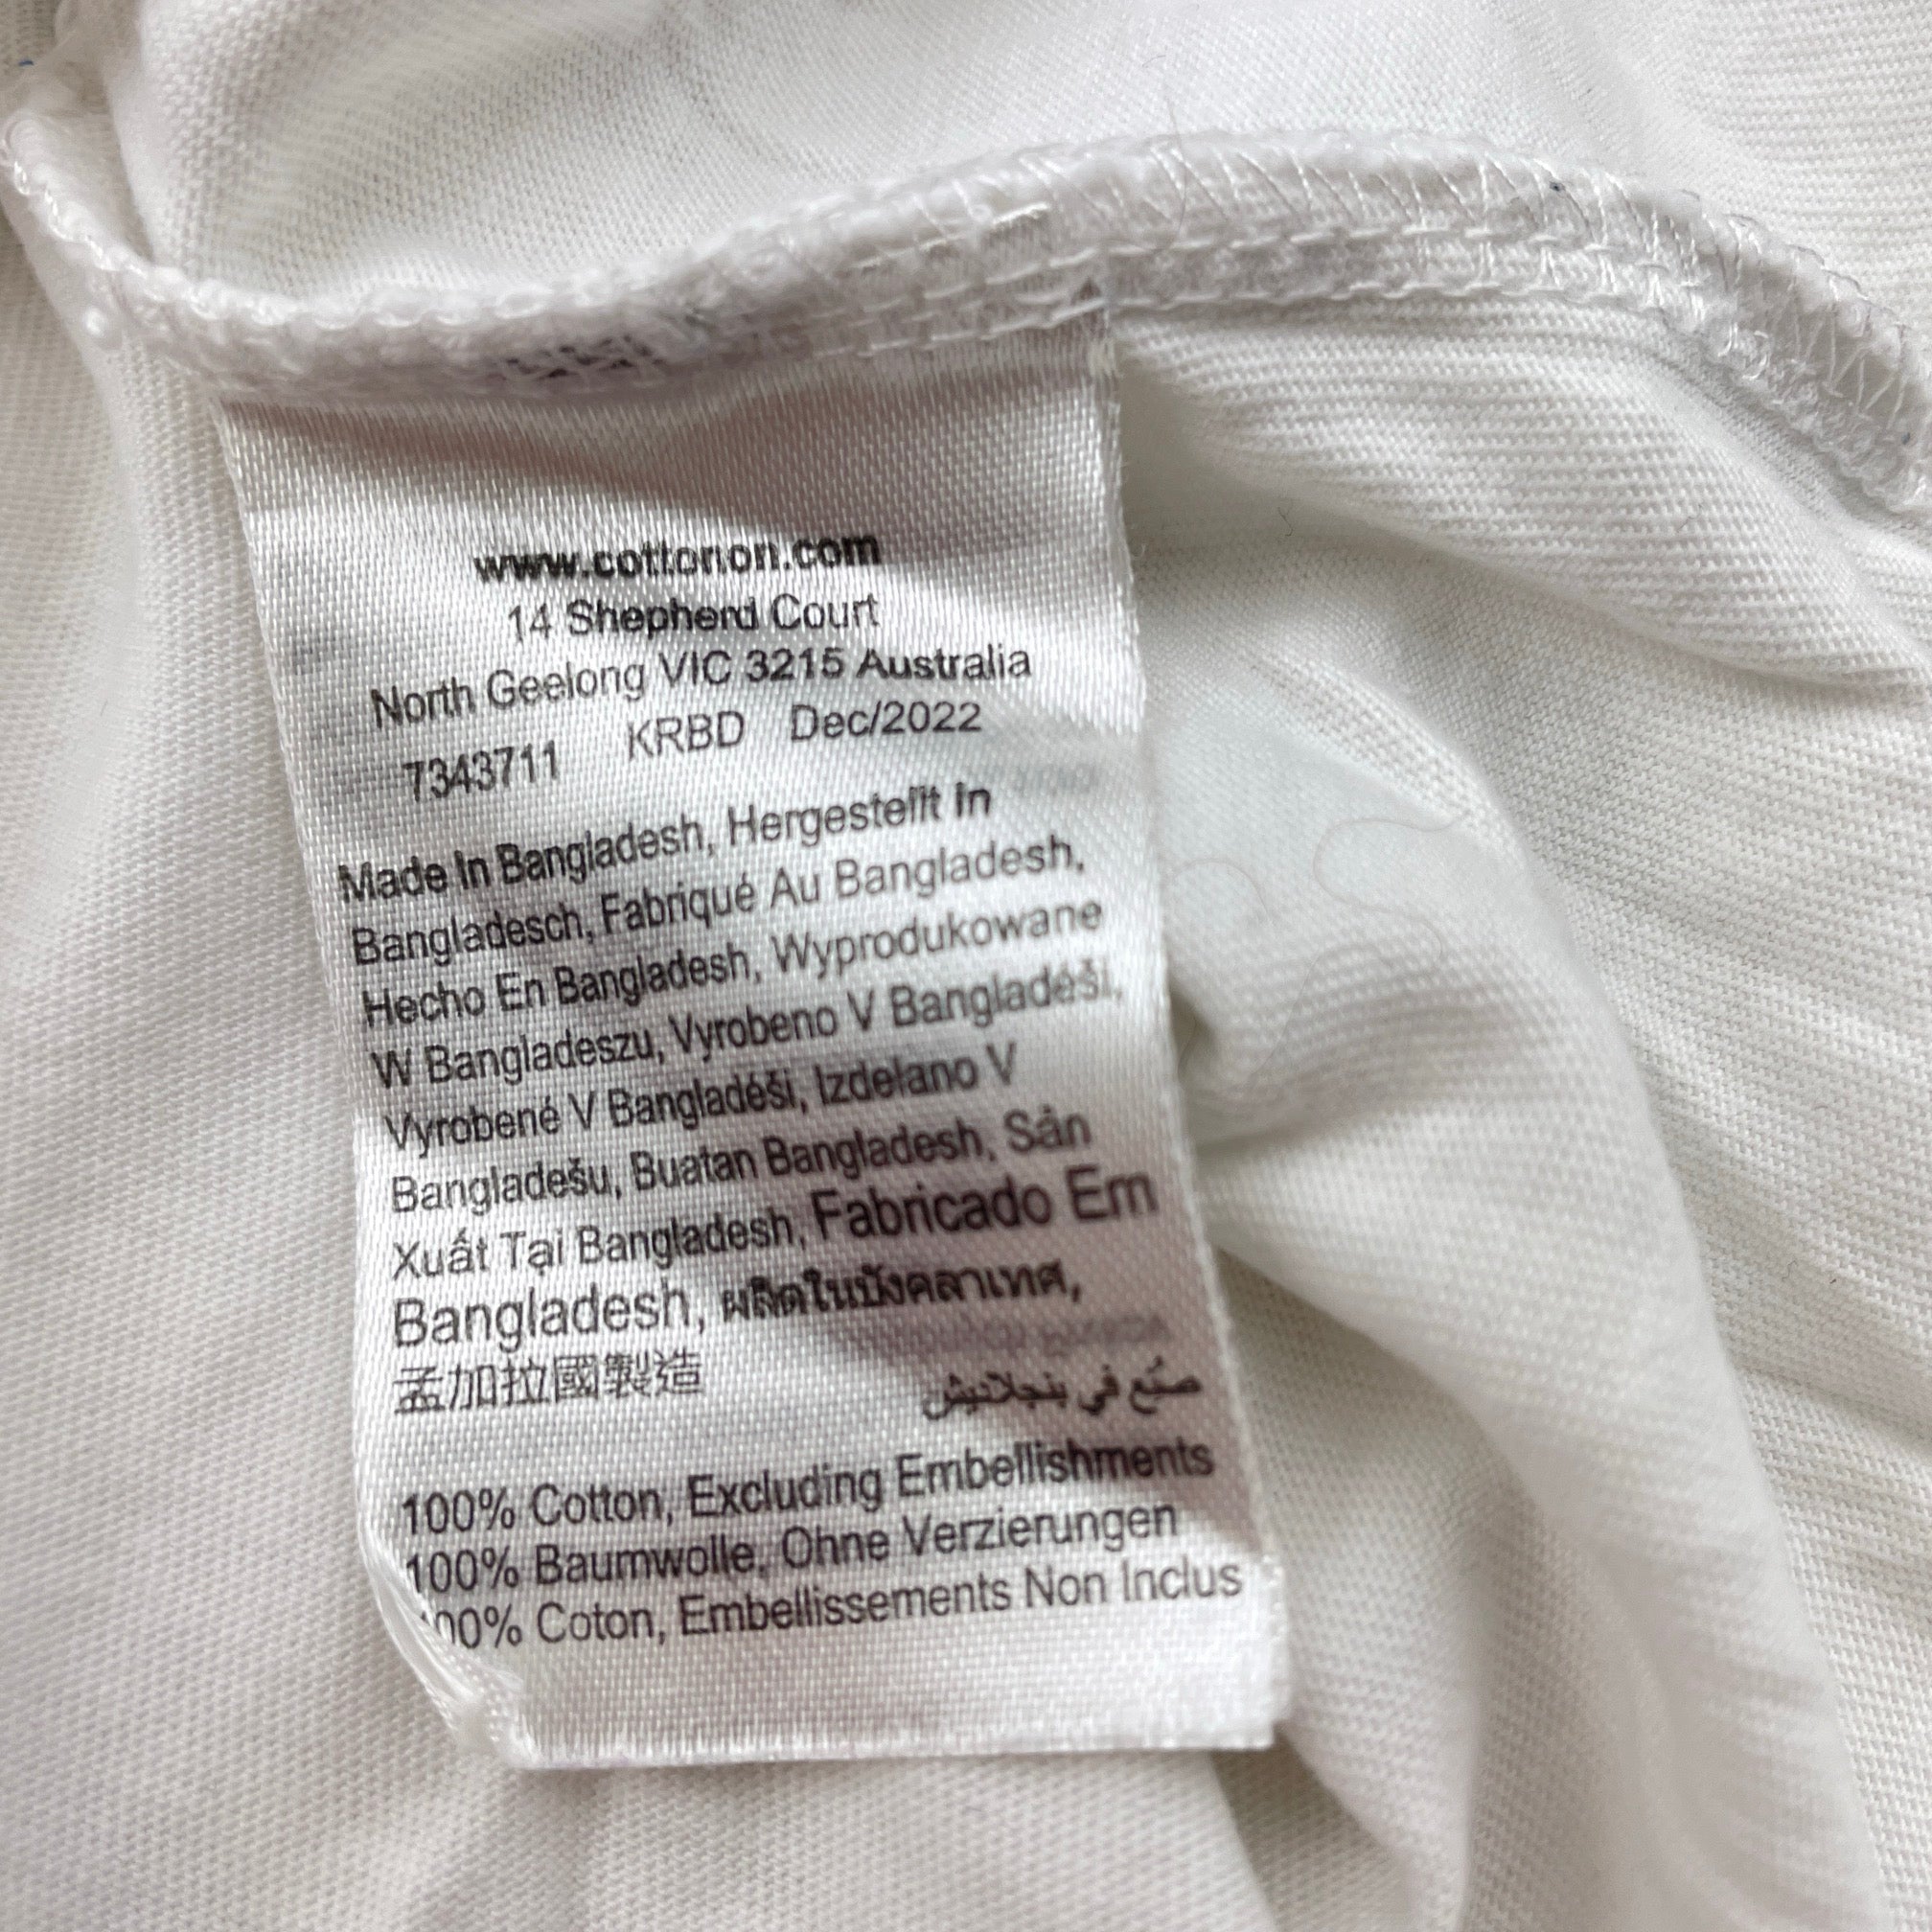 www.cottonon.com
14 Shepherd Court
North Geelong VIC 3215 Australia
7343711 KRBD Dec/2022
Made In Bangladesh, Hergestellt In
Bangladesch, Fabriqué Au Bangladesh,
Hecho En Bangladesh, Wyprodukowane
W Bangladeszu, Vyrobeno V Bangladéši,
Vyrobené V Bangladéši, Izdelano V
Bangladešu, Buatan Bangladesh, Sản
Xuất Tại Bangladesh, Fabricado Em
Bangladesh, ผลิตในบังคลาเทศ,
孟加拉國製造
صنّع في بنجلاديش
100% Cotton, Excluding Embellishments
100% Baumwolle, Ohne Verzierungen
100% Coton, Embellissements Non Inclus